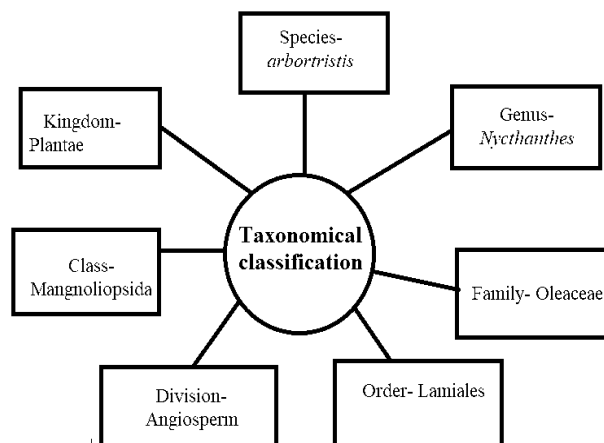 Species-
arbortristis
Kingdom-
Plantae
Genus-
Nycthanthes
Taxonomical
classification
Class-
Mangnoliopsida
Family- Oleaceae
Division-
Angiosperm
Order- Lamiales